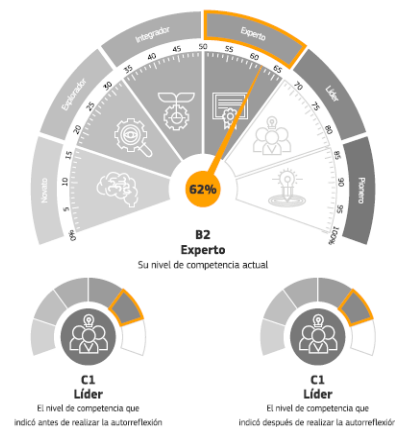 Novato
Explorador
Integrador
Experto
Líder
Pionero
%0
5
10
15
20
25
30
35
40
45
50
55
60
65
70
75
80
85
90
95
100%
62%
B2
Experto
Su nivel de competencia actual
C1
Líder
El nivel de competencia que
indicó antes de realizar la autorreflexión
C1
Líder
El nivel de competencia que
indicó después de realizar la autorreflexión